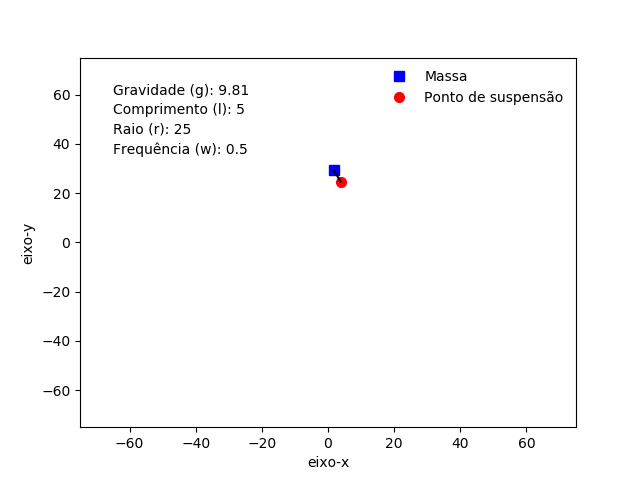 Gravidade (g): 9.81
Comprimento (l): 5
Raio (r): 25
Frequência (w): 0.5
Massa
Ponto de suspensão
60
40
20
0
−20
−40
−60
eixo-y
−60
−40
−20
0
20
40
60
eixo-x